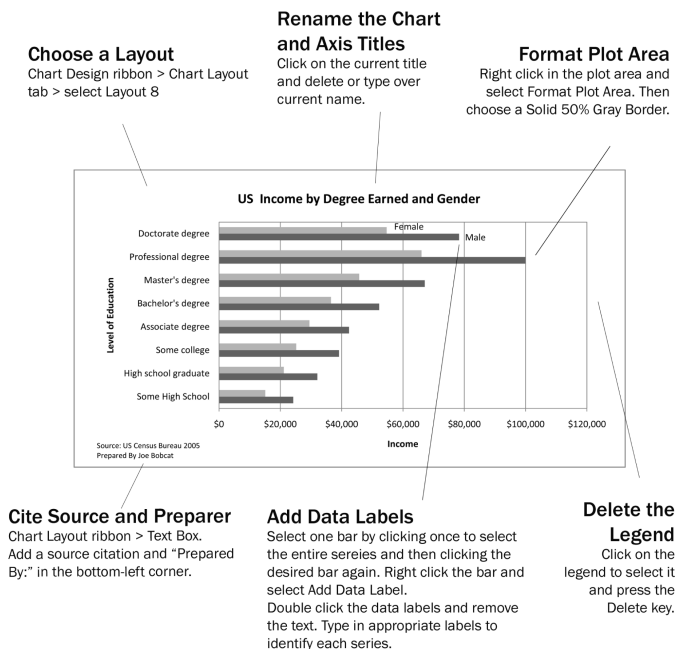 Choose a Layout
Chart Design ribbon > Chart Layout
tab > select Layout 8
Rename the Chart
and Axis Titles
Click on the current title
and delete or type over
current name.
Format Plot Area
Right click in the plot area and
select Format Plot Area. Then
choose a Solid 50% Gray Border.
US Income by Degree Earned and Gender
Level of Education
Doctorate degree
Female
Male
Professional degree
Master's degree
Bachelor's degree
Associate degree
Some college
High school graduate
Some High School
$0 $20,000 $40,000 $60,000 $80,000 $100,000 $120,000
Income
Source: US Census Bureau 2005
Prepared By Joe Bobcat
Cite Source and Preparer
Chart Layout ribbon > Text Box.
Add a source citation and “Prepared
By:” in the bottom-left corner.
Add Data Labels
Select one bar by clicking once to select
the entire sereies and then clicking the
desired bar again. Right click the bar and
select Add Data Label.
Double click the data labels and remove
the text. Type in appropriate labels to
identify each series.
Delete the
Legend
Click on the
legend to select it
and press the
Delete key.